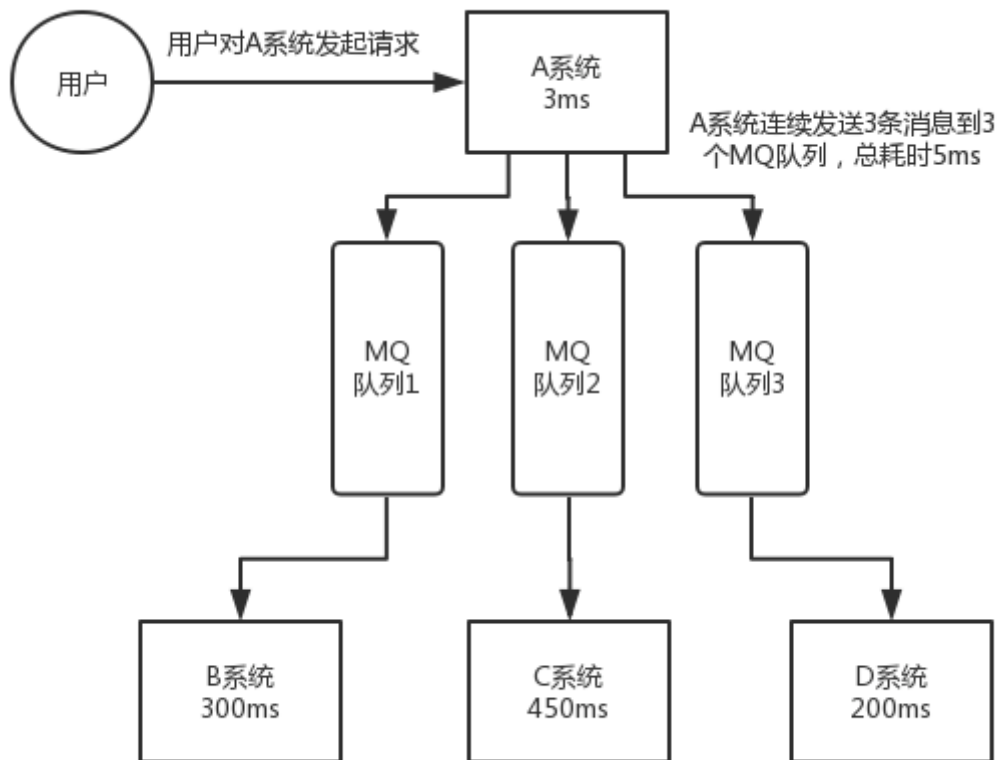 用户对A系统发起请求
用户
A系统
3ms
A系统连续发送3条消息到3
个MQ队列，总耗时5ms
MQ
队列1
MQ
队列2
MQ
队列3
B系统
300ms
C系统
450ms
D系统
200ms